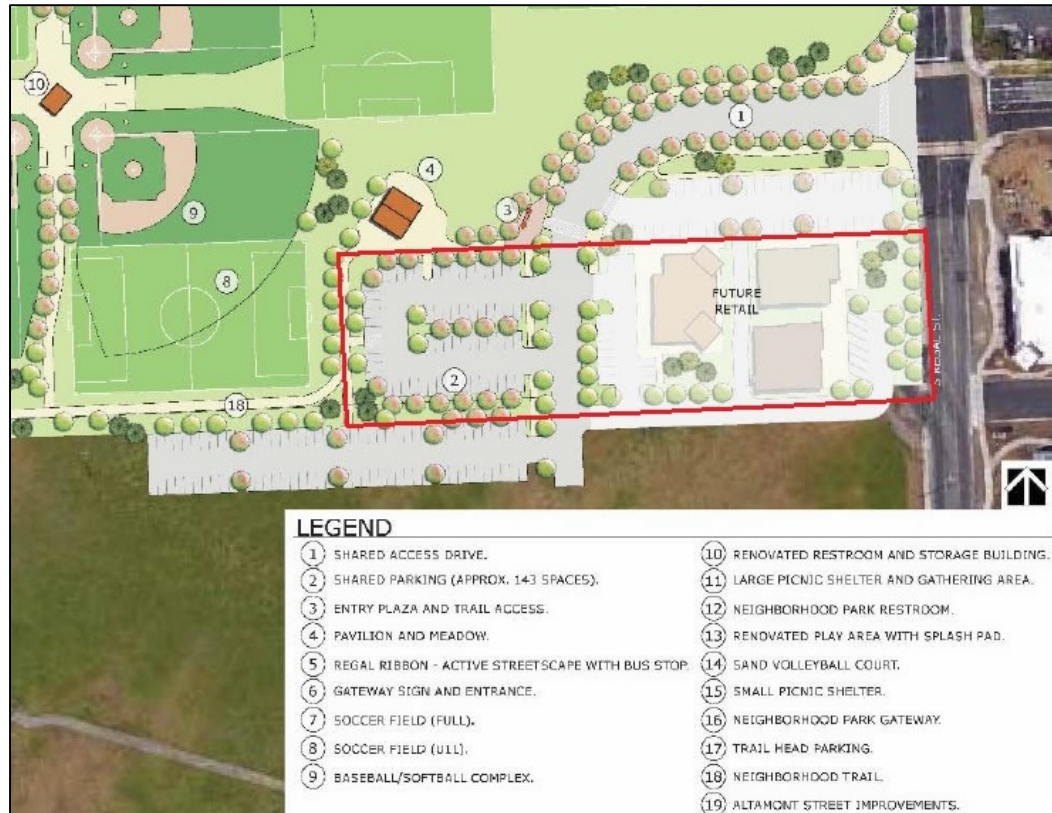 10
1
4
3
9
8
FUTURE
RETAIL
2
S REGAL ST.
18
LEGEND
1 SHARED ACCESS DRIVE.
2 SHARED PARKING (APPROX. 143 SPACES).
3 ENTRY PLAZA AND TRAIL ACCESS.
4 PAVILION AND MEADOW.
5 REGAL RIBBON - ACTIVE STREETSCAPE WITH BUS STOP.
6 GATEWAY SIGN AND ENTRANCE.
7 SOCCER FIELD (FULL).
8 SOCCER FIELD (U11).
9 BASEBALL/SOFTBALL COMPLEX.
10 RENOVATED RESTROOM AND STORAGE BUILDING.
11 LARGE PICNIC SHELTER AND GATHERING AREA.
12 NEIGHBORHOOD PARK RESTROOM.
13 RENOVATED PLAY AREA WITH SPLASH PAD.
14 SAND VOLLEYBALL COURT.
15 SMALL PICNIC SHELTER.
16 NEIGHBORHOOD PARK GATEWAY.
17 TRAIL HEAD PARKING.
18 NEIGHBORHOOD TRAIL.
19 ALTAMONT STREET IMPROVEMENTS.